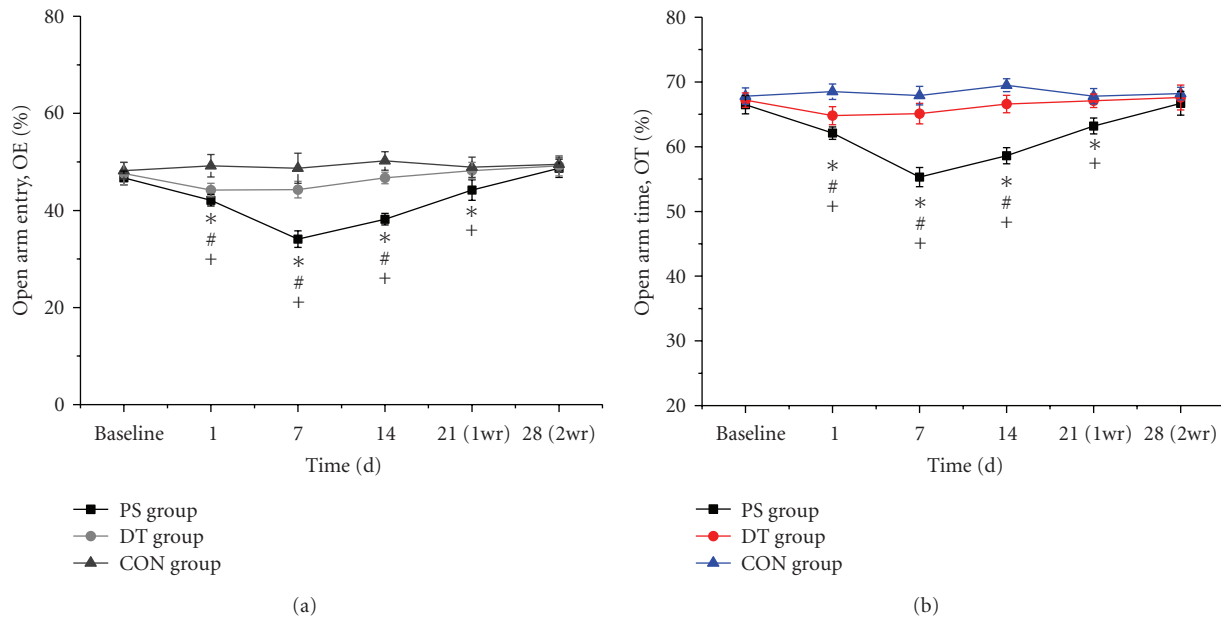 80
60
40
20
0
Open arm entry, OE (%)
*
#
+
*
#
+
*
#
+
*
+
Baseline 1 7 14 21 (1wr) 28 (2wr)
Time (d)
PS group
DT group
CON group
(a)
80
70
60
50
40
30
20
Open arm time, OT (%)
*
#
+
*
#
+
*
#
+
*
+
Baseline 1 7 14 21 (1wr) 28 (2wr)
Time (d)
PS group
DT group
CON group
(b)